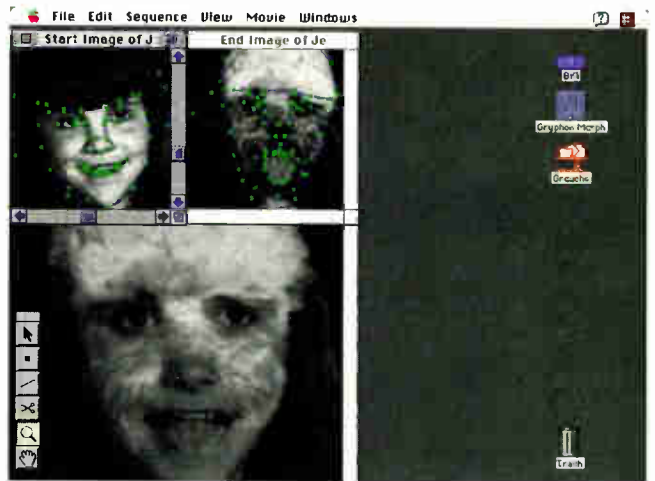 File Edit Sequence View Movie Windows
Start Image of J
End Image of Je
Gryphon Morph
Trash